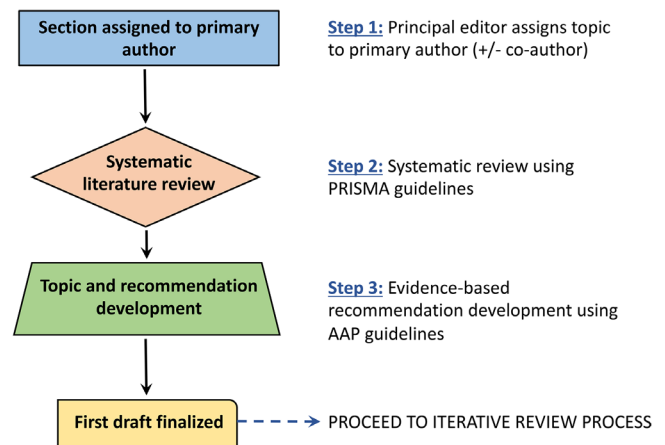 Section assigned to primary
author
Step 1: Principal editor assigns topic
to primary author (+/- co-author)
Systematic
literature review
Step 2: Systematic review using
PRISMA guidelines
Topic and recommendation
development
Step 3: Evidence-based
recommendation development using
AAP guidelines
First draft finalized
PROCEED TO ITERATIVE REVIEW PROCESS